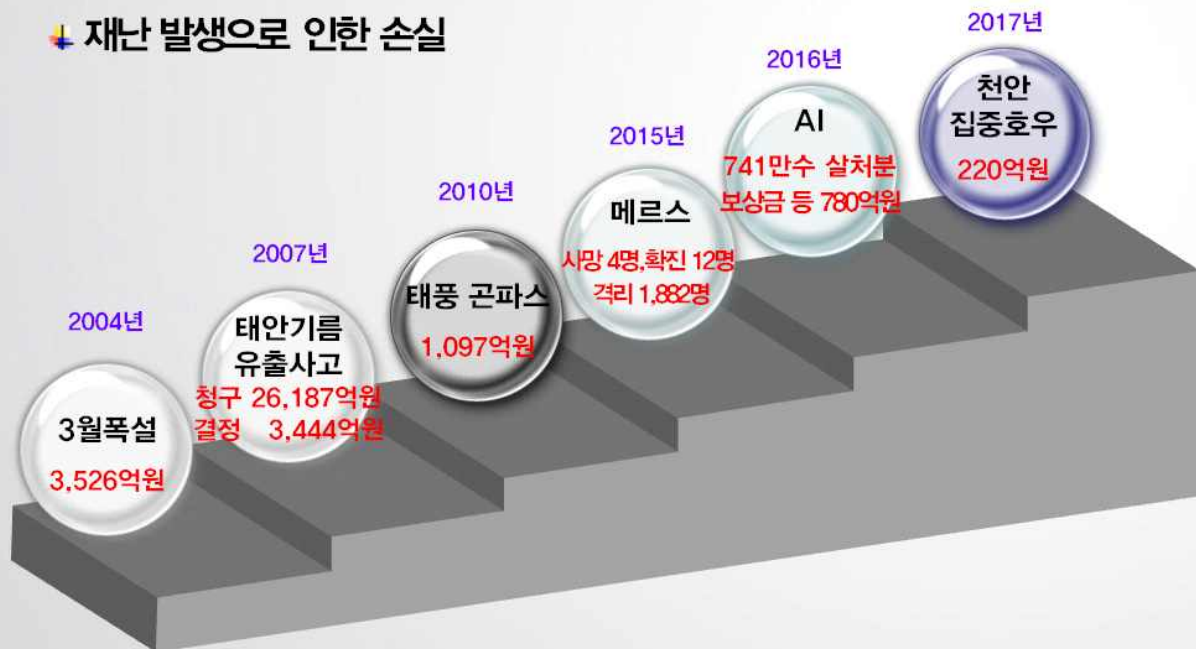 재난 발생으로 인한 손실
2004년
3월폭설
3,526억원
2007년
태안기름
유출사고
청구 26,187억원
결정 3,444억원
2010년
태풍 곤파스
1,097억원
2015년
메르스
사망 4명,확진 12명
격리 1,882명
2016년
AI
741만수 살처분
보상금 등 780억원
2017년
천안
집중호우
220억원